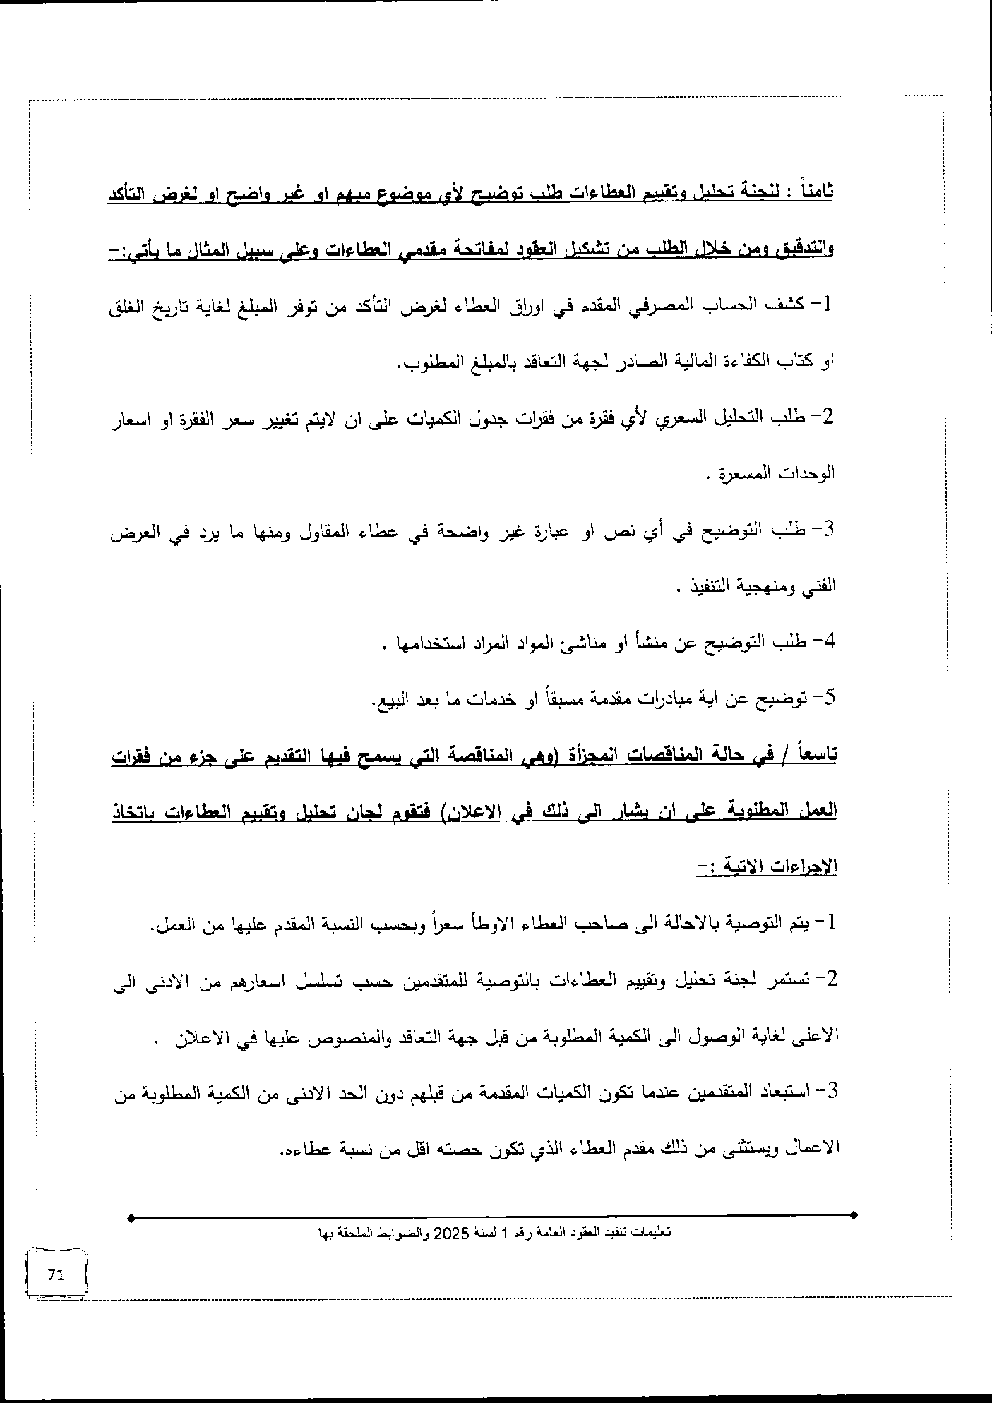 ثامناً : للجنة تحليل وتقييم العطاءات طلب توضيح لأي موضوع مبهم او غير واضح او لغرض التأكد
والتدقيق ومن خلال الطلب من تشكيل العقود لمفاتحة مقدمي العطاءات وعلى سبيل المثال ما يأتي:-
1- كشف الحساب المصرفي المقدم في اوراق العطاء لغرض التأكد من توفر المبلغ لغاية تاريخ الغلق
او كتاب الكفاءة المالية الصادر لجهة التعاقد بالمبلغ المطلوب.
2- طلب التحليل السعري لأي فقرة من فقرات جدول الكميات على ان لايتم تغيير سعر الفقرة او اسعار
الوحدات المسعرة .
3- طلب التوضيح في أي نص او عبارة غير واضحة في عطاء المقاول ومنها ما يرد في العرض
الفني ومنهجية التنفيذ .
4- طلب التوضيح عن منشأ او مناشئ المواد المراد استخدامها .
5- توضيح عن اية مبادرات مقدمة مسبقاً او خدمات ما بعد البيع.
تاسعاً / في حالة المناقصات المجزأة (وهي المناقصة التي يسمح فيها التقديم على جزء من فقرات
العمل المطلوبة على ان يشار الى ذلك في الاعلان) فتقوم لجان تحليل وتقييم العطاءات باتخاذ
الاجراءات الاتية :-
1- يتم التوصية بالاحالة الى صاحب العطاء الاوطأ سعراً وبحسب النسبة المقدم عليها من العمل.
2- تستمر لجنة تحليل وتقييم العطاءات بالتوصية للمتقدمين حسب تسلسل اسعارهم من الادنى الى
الاعلى لغاية الوصول الى الكمية المطلوبة من قبل جهة التعاقد والمنصوص عليها في الاعلان .
3- استبعاد المتقدمين عندما تكون الكميات المقدمة من قبلهم دون الحد الادنى من الكمية المطلوبة من
الاعمال ويستثنى من ذلك مقدم العطاء الذي تكون حصته اقل من نسبة عطاءه.
تعليمات تنفيذ العقود العامة رقم 1 لسنة 2025 والضوابط الملحقة بها
71